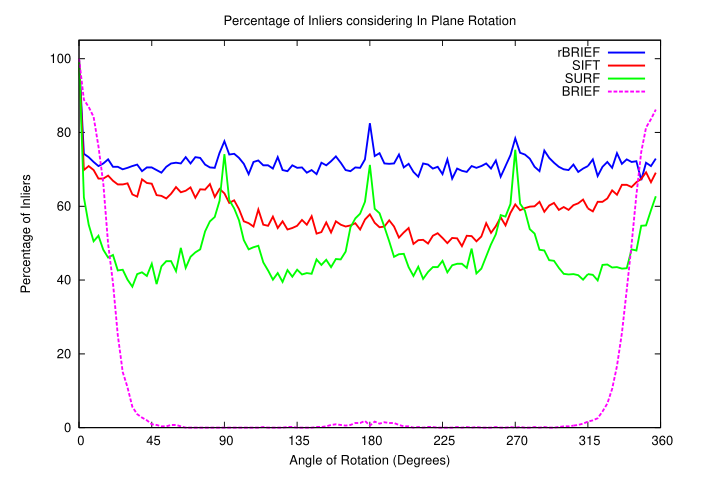 Percentage of Inliers considering In Plane Rotation
rBRIEF
SIFT
SURF
BRIEF
100
80
60
40
20
0
Percentage of Inliers
0 45 90 135 180 225 270 315 360
Angle of Rotation (Degrees)